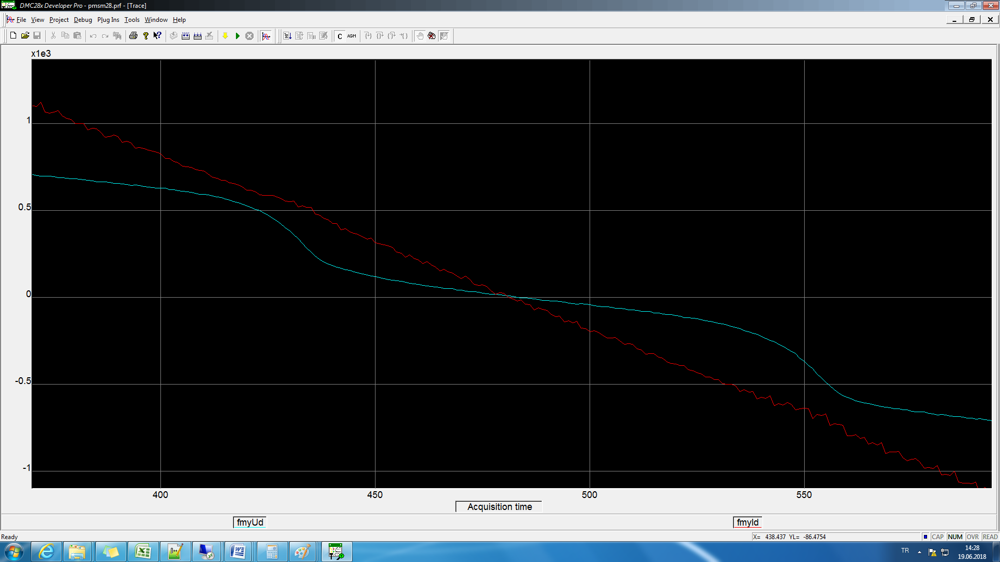 DMC28x Developer Pro - pmsm28.prf - [Trace]
File View Project Debug Plug Ins Tools Window Help
C ASM
x1e3
1
0.5
0
-0.5
-1
400 450 500 550
Acquisition time
fmyUd fmyId
Ready X= 438.437 YL= -86.4754 CAP NUM OVR READ
TR 14:28
19.06.2018